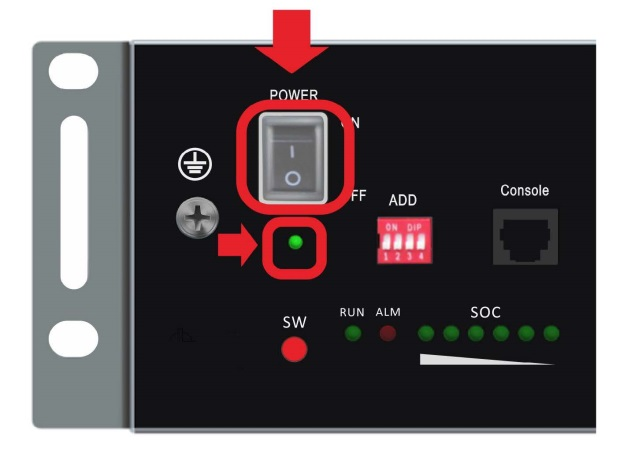 POWER
ON
I
O
OFF
ADD
ON DIP
1 2 3 4
Console
SW
RUN
ALM
SOC